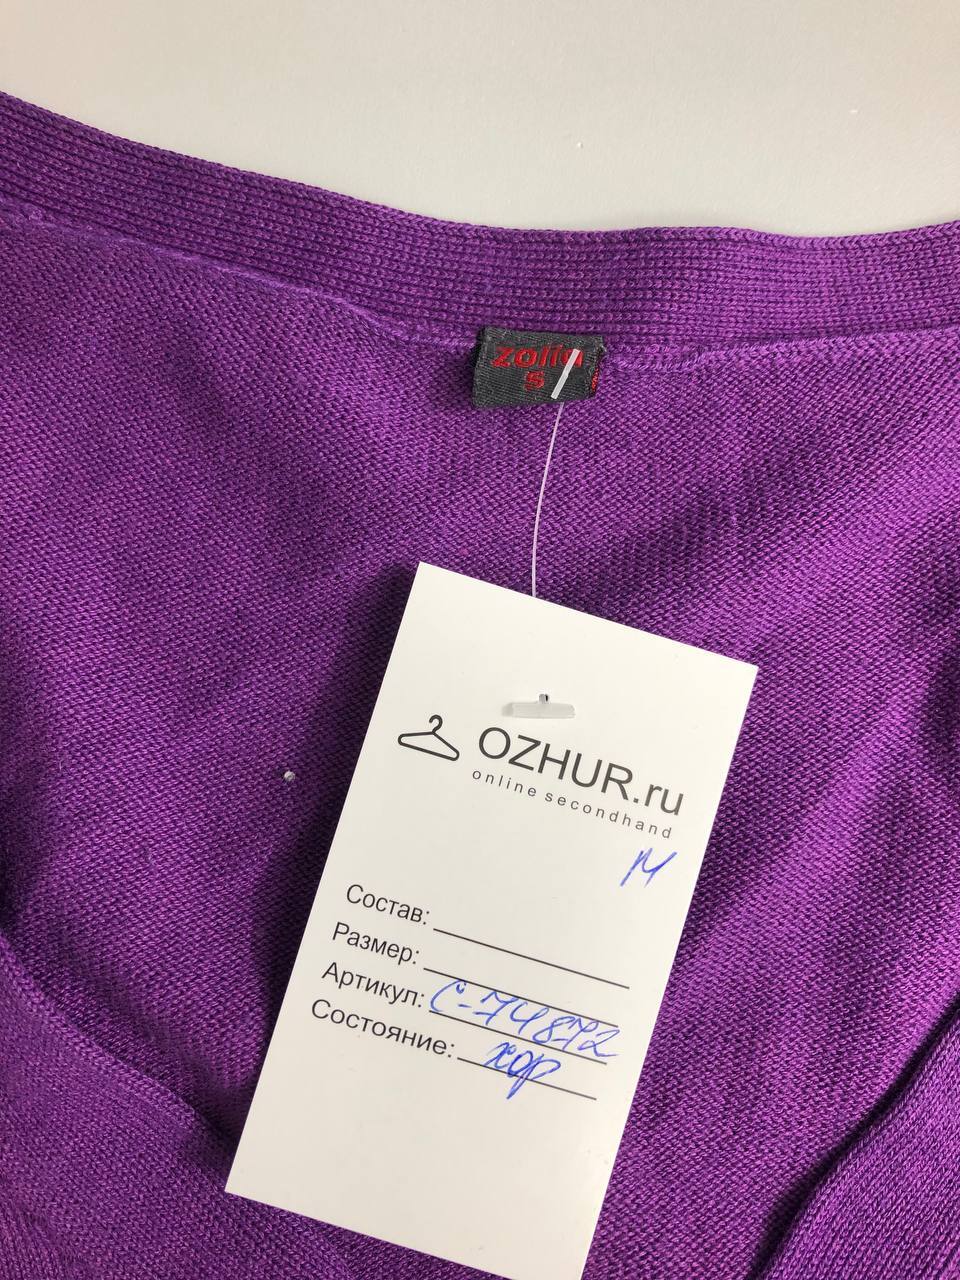 zolla
S
OZHUR.ru
online secondhand
М
Состав:
Размер:
Артикул: С-74872
Состояние: хор